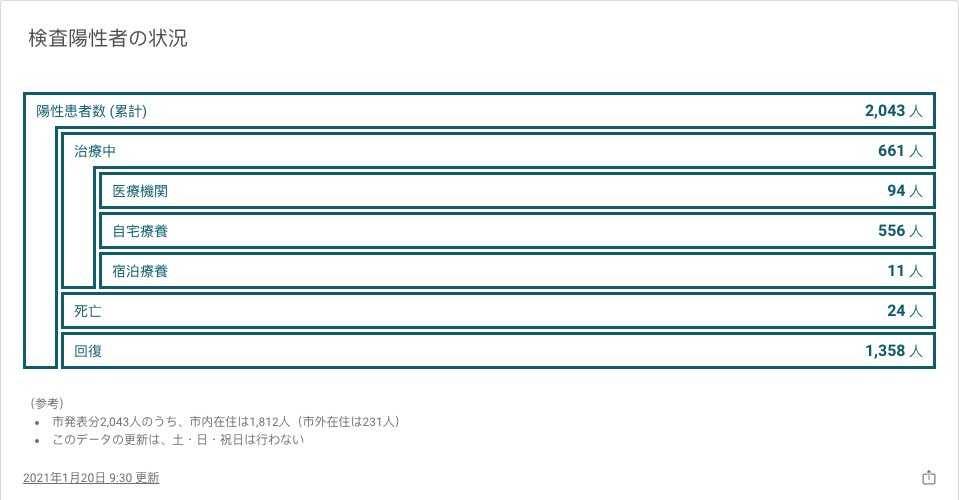 検査陽性者の状況
陽性患者数 (累計) 2,043 人
治療中 661 人
医療機関 94 人
自宅療養 556 人
宿泊療養 11 人
死亡 24 人
回復 1,358 人
(参考)
• 市発表分2,043人のうち、市内在住は1,812人（市外在住は231人）
• このデータの更新は、土・日・祝日は行わない
2021年1月20日 9:30 更新